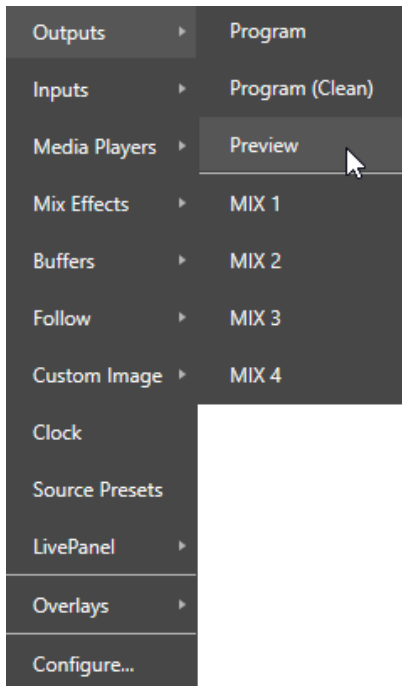 Outputs
Inputs
Media Players
Mix Effects
Buffers
Follow
Custom Image
Clock
Source Presets
LivePanel
Overlays
Configure...
Program
Program (Clean)
Preview
MIX 1
MIX 2
MIX 3
MIX 4